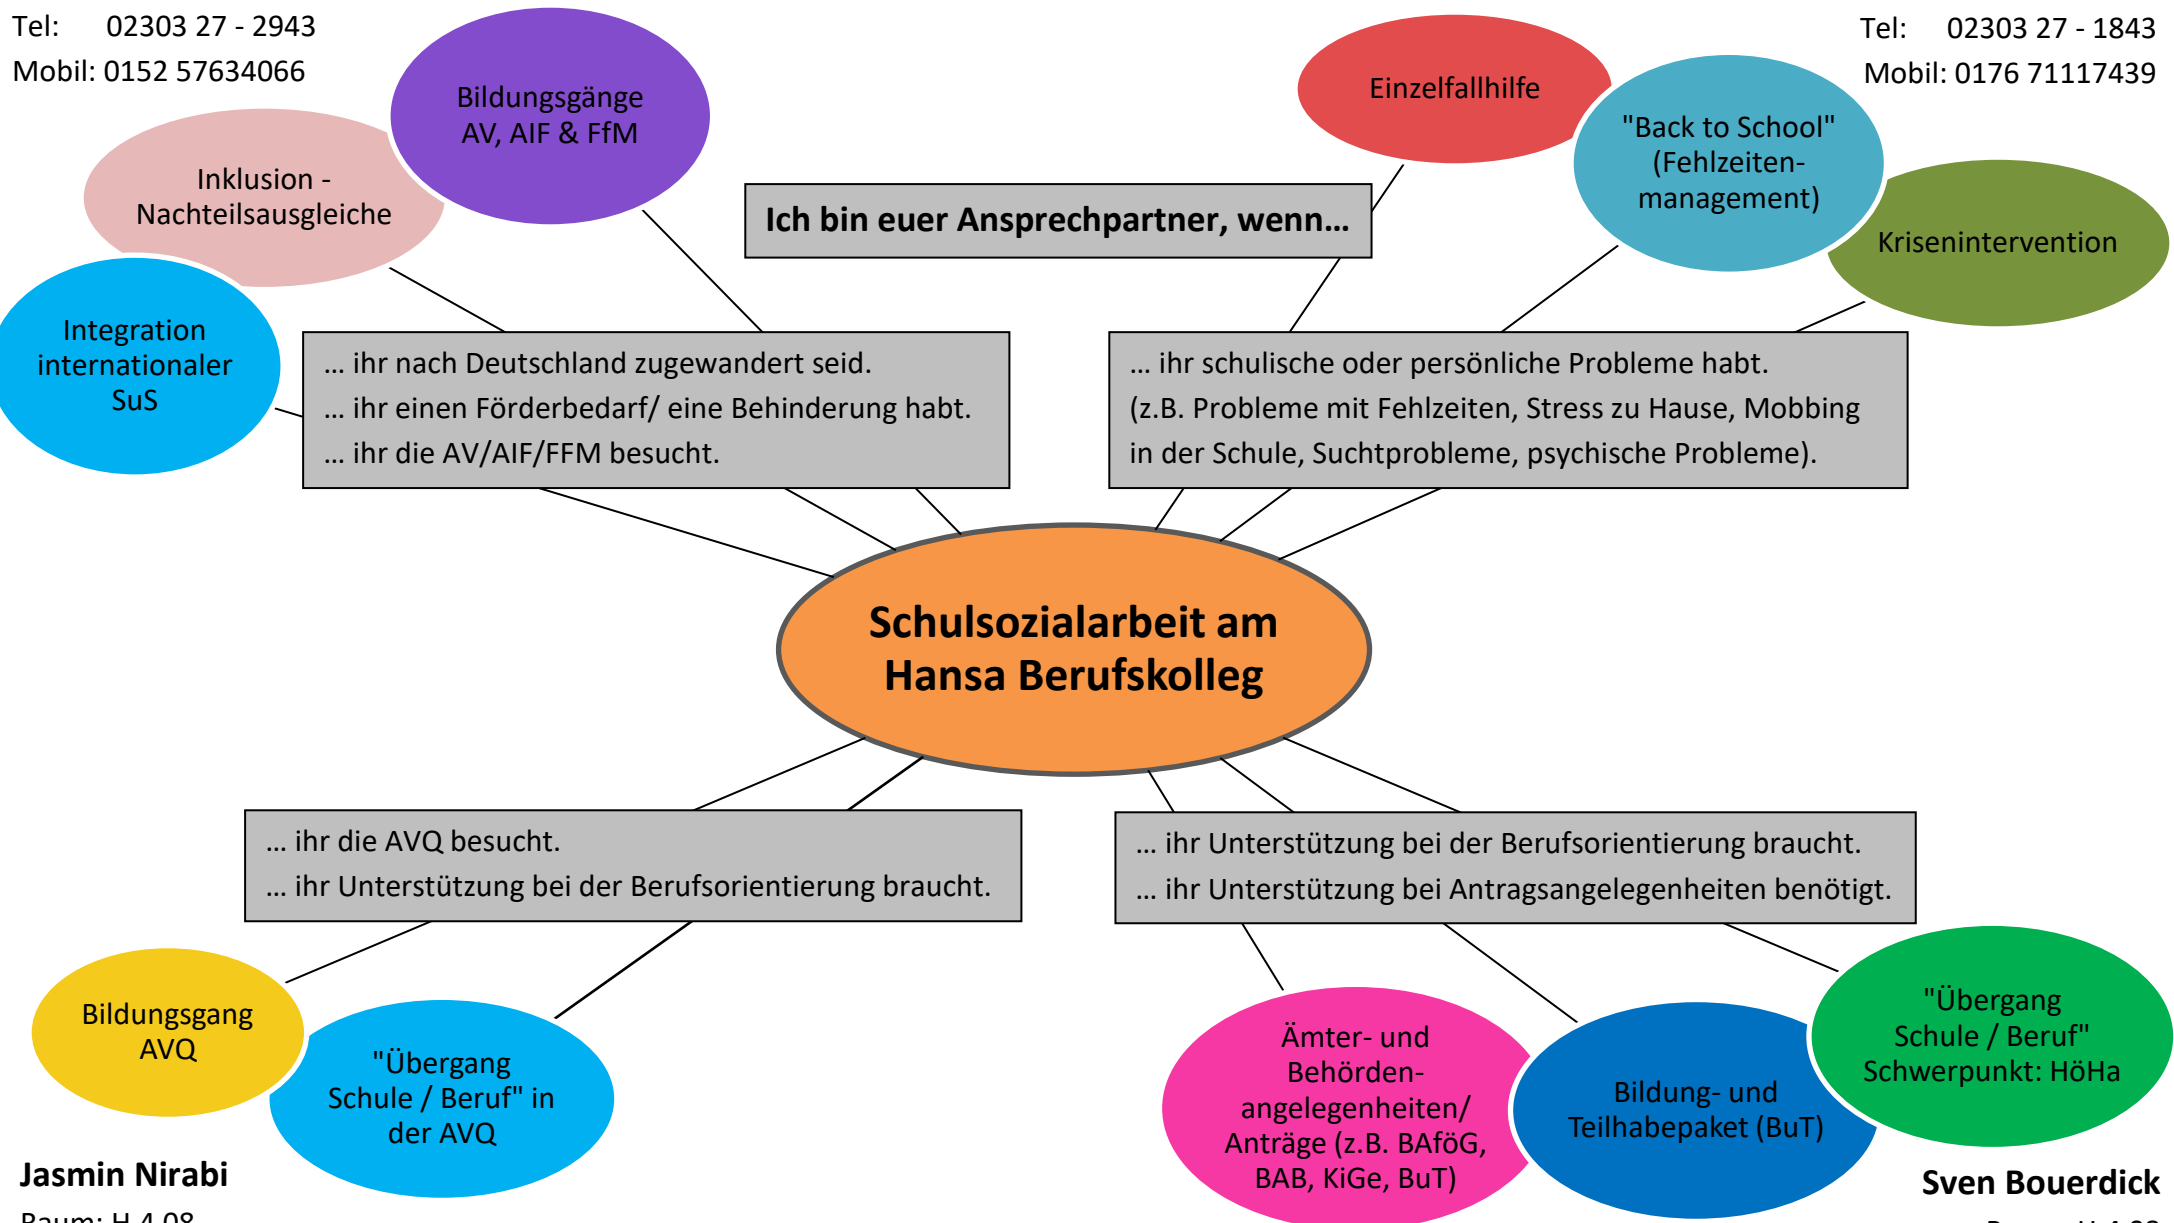 Tel: 02303 27 - 2943
Mobil: 0152 57634066
Tel: 02303 27 - 1843
Mobil: 0176 71117439
Bildungsgänge
AV, AIF & FfM
Inklusion -
Nachteilsausgleiche
Integration
internationaler
SuS
Einzelfallhilfe
"Back to School"
(Fehlzeiten-
management)
Krisenintervention
Ich bin euer Ansprechpartner, wenn...
... ihr nach Deutschland zugewandert seid.
... ihr einen Förderbedarf/ eine Behinderung habt.
... ihr die AV/AIF/FFM besucht.
... ihr schulische oder persönliche Probleme habt.
(z.B. Probleme mit Fehlzeiten, Stress zu Hause, Mobbing
in der Schule, Suchtprobleme, psychische Probleme).
Schulsozialarbeit am
Hansa Berufskolleg
... ihr die AVQ besucht.
... ihr Unterstützung bei der Berufsorientierung braucht.
... ihr Unterstützung bei der Berufsorientierung braucht.
... ihr Unterstützung bei Antragsangelegenheiten benötigt.
Bildungsgang
AVQ
"Übergang
Schule / Beruf" in
der AVQ
Ämter- und
Behörden-
angelegenheiten/
Anträge (z.B. BAföG,
BAB, KiGe, BuT)
Bildung- und
Teilhabepaket (BuT)
"Übergang
Schule / Beruf"
Schwerpunkt: HöHa
Jasmin Nirabi
Raum: H 4.08
Sven Bouerdick